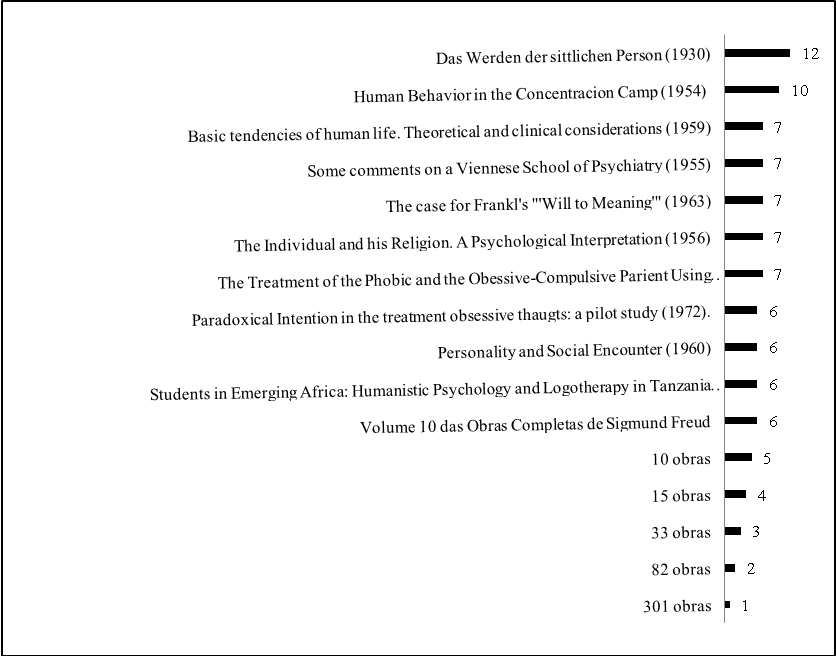 Das Werden der sittlichen Person (1930) 12
Human Behavior in the Concentracion Camp (1954) 10
Basic tendencies of human life. Theoretical and clinical considerations (1959) 7
Some comments on a Viennese School of Psychiatry (1955) 7
The case for Frankl's "'Will to Meaning'" (1963) 7
The Individual and his Religion. A Psychological Interpretation (1956) 7
The Treatment of the Phobic and the Obessive-Compulsive Parient Using.. 7
Paradoxical Intention in the treatment obsessive thaugts: a pilot study (1972). 6
Personality and Social Encounter (1960) 6
Students in Emerging Africa: Humanistic Psychology and Logotherapy in Tanzania.. 6
Volume 10 das Obras Completas de Sigmund Freud 6
10 obras 5
15 obras 4
33 obras 3
82 obras 2
301 obras 1